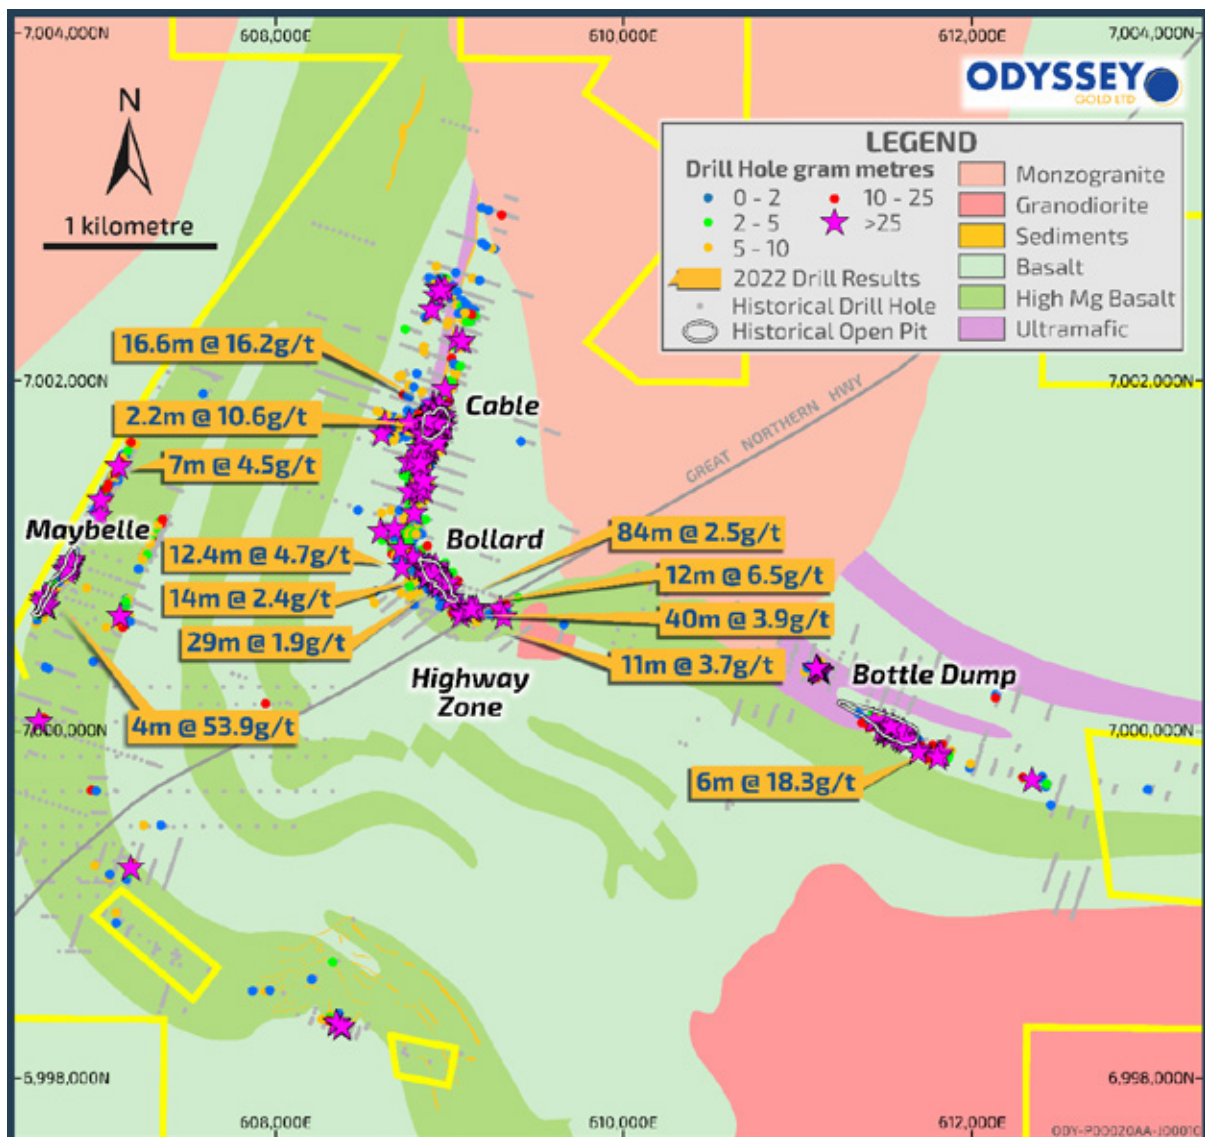 7,004,000N
608,000E
610,000E
612,000E
7,004,000N
ODYSSEY
GOLD LTD
N
1 kilometre
LEGEND
Drill Hole gram metres
0 - 2
10 - 25
2 - 5
>25
5 - 10
2022 Drill Results
Historical Drill Hole
Historical Open Pit
Monzogranite
Granodiorite
Sediments
Basalt
High Mg Basalt
Ultramafic
16.6m @ 16.2g/t
7,002,000N
7,002,000N
2.2m @ 10.6g/t
Cable
GREAT NORTHERN HWY
7m @ 4.5g/t
Maybelle
Bollard
84m @ 2.5g/t
12.4m @ 4.7g/t
12m @ 6.5g/t
14m @ 2.4g/t
40m @ 3.9g/t
29m @ 1.9g/t
11m @ 3.7g/t
Highway
Zone
Bottle Dump
4m @ 53.9g/t
7,000,000N
7,000,000N
6m @ 18.3g/t
6,998,000N
6,998,000N
608,000E
610,000E
612,000E
ODY-P00020AA-J00010